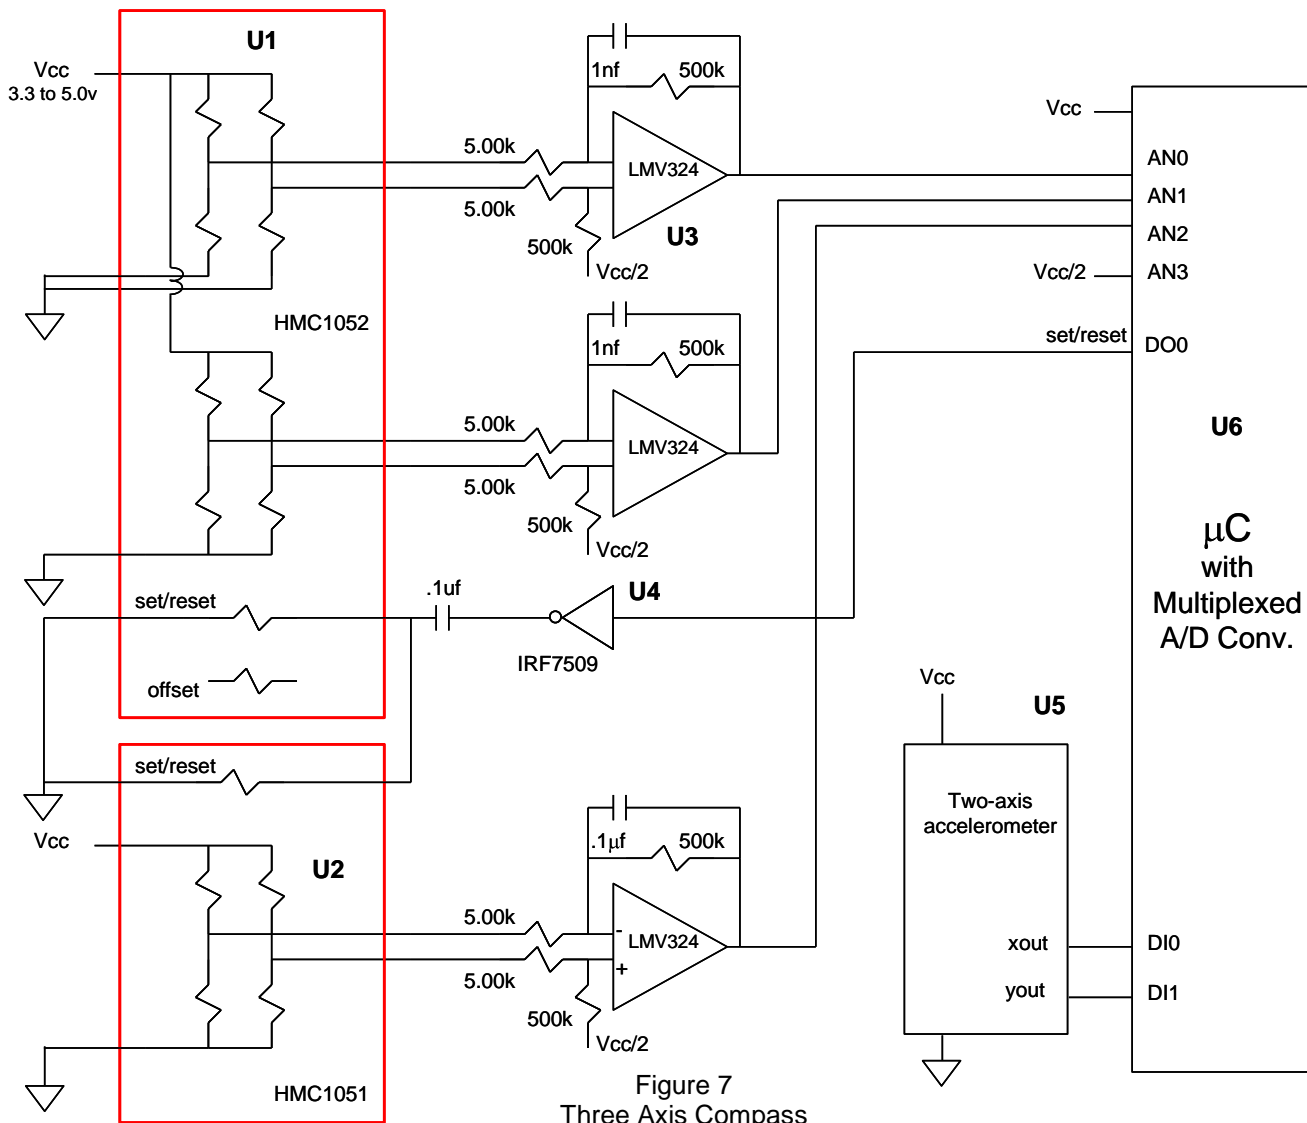 U1
Vcc
3.3 to 5.0v
1nf
500k
5.00k
LMV324
5.00k
U3
500k
Vcc/2
HMC1052
Vcc
AN0
AN1
AN2
Vcc/2
AN3
set/reset
DO0
1nf
500k
5.00k
LMV324
5.00k
500k
Vcc/2
U6
μC
with
Multiplexed
A/D Conv.
set/reset
.1uf
U4
IRF7509
offset
Vcc
U5
Two-axis
accelerometer
xout
DI0
yout
DI1
set/reset
Vcc
U2
.1μf
500k
5.00k
-
LMV324
+
5.00k
500k
Vcc/2
HMC1051
Figure 7
Three Axis Compass